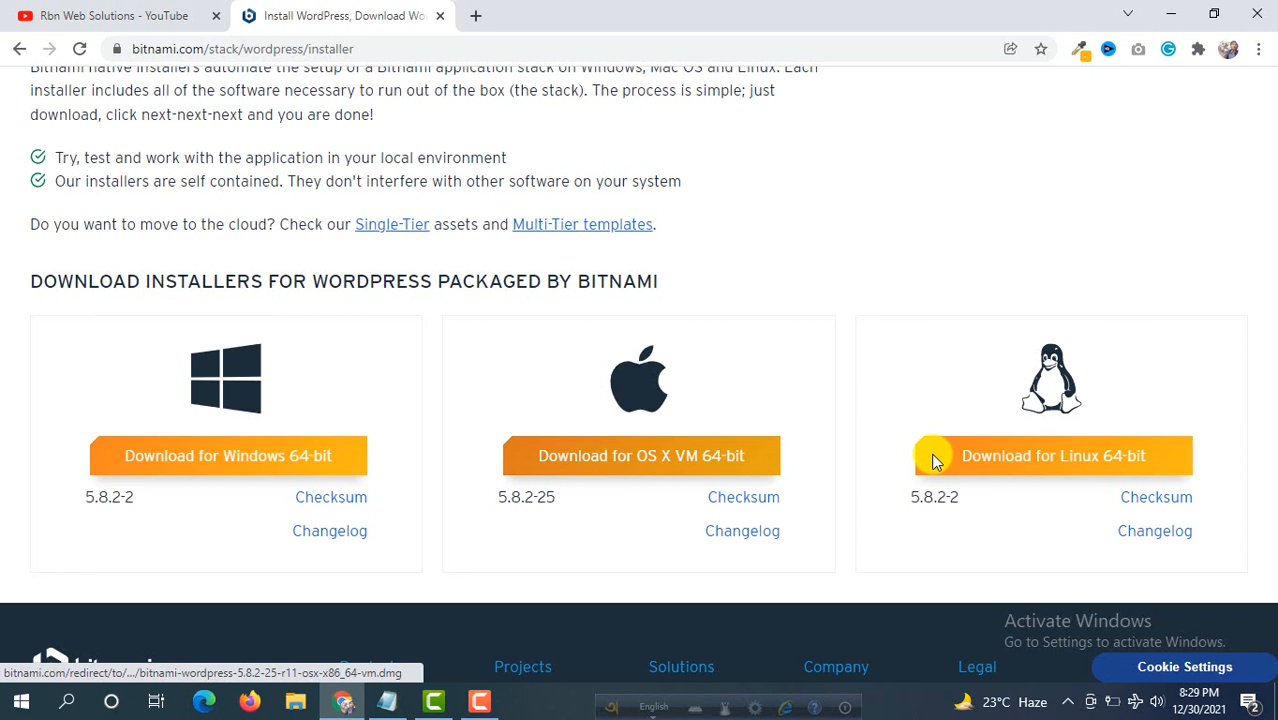 Rbn Web Solutions - YouTube
Install WordPress, Download Wo
bitnami.com/stack/wordpress/installer
Bitnami native installers automate the setup of a Bitnami application stack on Windows, Mac OS and Linux. Each
installer includes all of the software necessary to run out of the box (the stack). The process is simple; just
download, click next-next-next and you are done!
Try, test and work with the application in your local environment
Our installers are self contained. They don't interfere with other software on your system
Do you want to move to the cloud? Check our Single-Tier assets and Multi-Tier templates.
DOWNLOAD INSTALLERS FOR WORDPRESS PACKAGED BY BITNAMI
Download for Windows 64-bit
Download for OS X VM 64-bit
Download for Linux 64-bit
5.8.2-2
Checksum
5.8.2-25
Checksum
5.8.2-2
Checksum
Changelog
Changelog
Changelog
Activate Windows
Go to Settings to activate Windows.
Projects
Solutions
Company
Legal
Cookie Settings
bitnami.com/redirect/to/.../bitnami-wordpress-5.8.2-25-r11-osx-x86_64-vm.dmg
English
23°C Haze
8:29 PM
12/30/2021
2